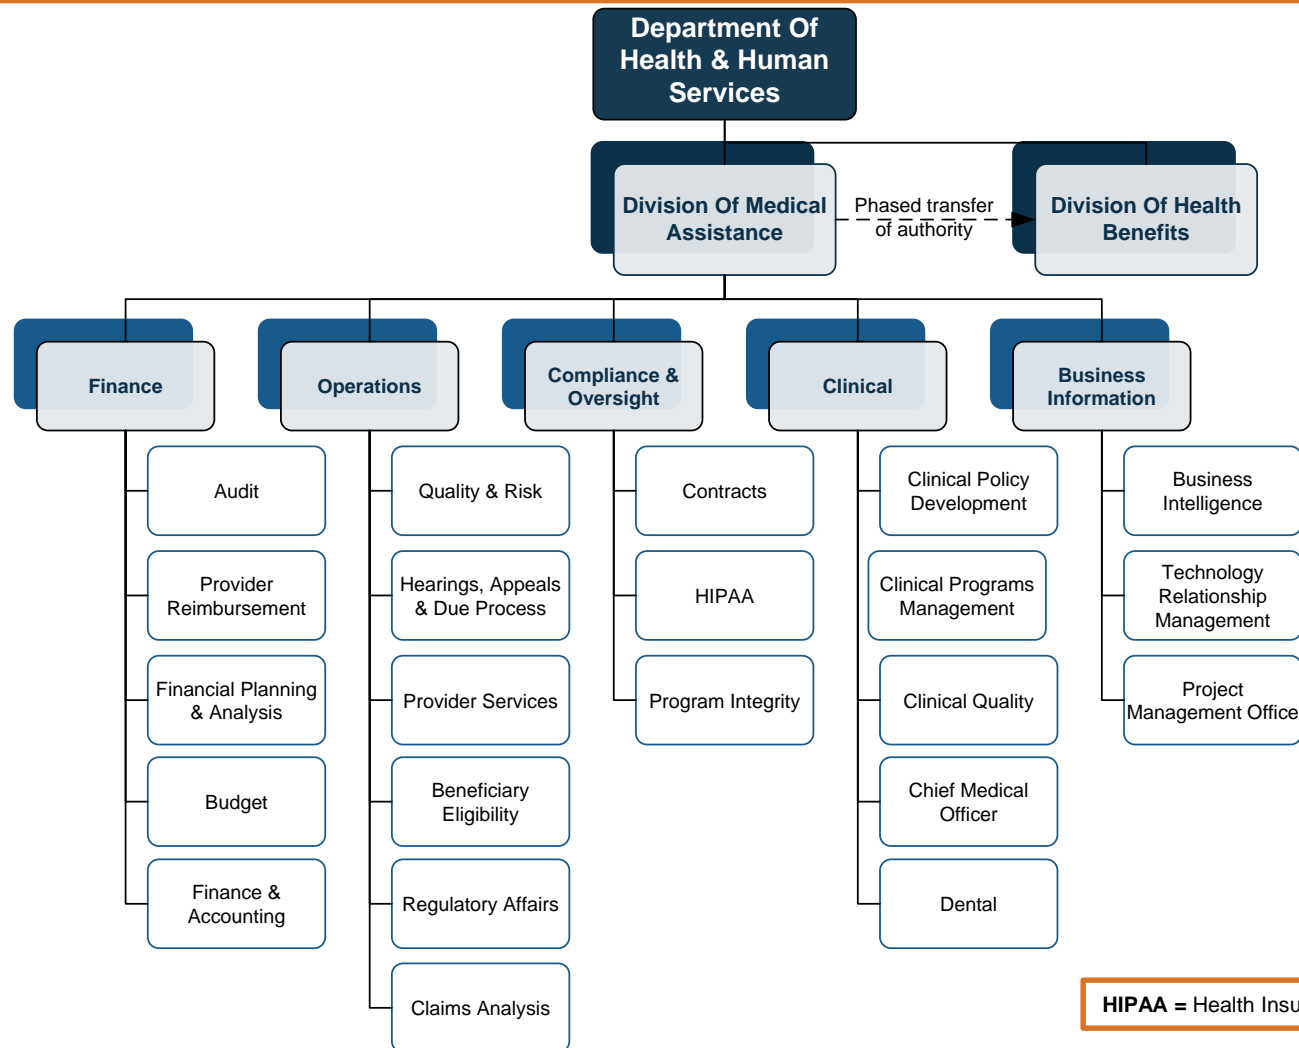 Department Of
Health & Human
Services
Division Of Medical
Assistance
Phased transfer
of authority
Division Of Health
Benefits
Finance
Operations
Compliance &
Oversight
Clinical
Business
Information
Audit
Provider
Reimbursement
Financial Planning
& Analysis
Budget
Finance &
Accounting
Quality & Risk
Hearings, Appeals
& Due Process
Provider Services
Beneficiary
Eligibility
Regulatory Affairs
Claims Analysis
Contracts
HIPAA
Program Integrity
Clinical Policy
Development
Clinical Programs
Management
Clinical Quality
Chief Medical
Officer
Dental
Business
Intelligence
Technology
Relationship
Management
Project
Management Office
HIPAA = Health Insu